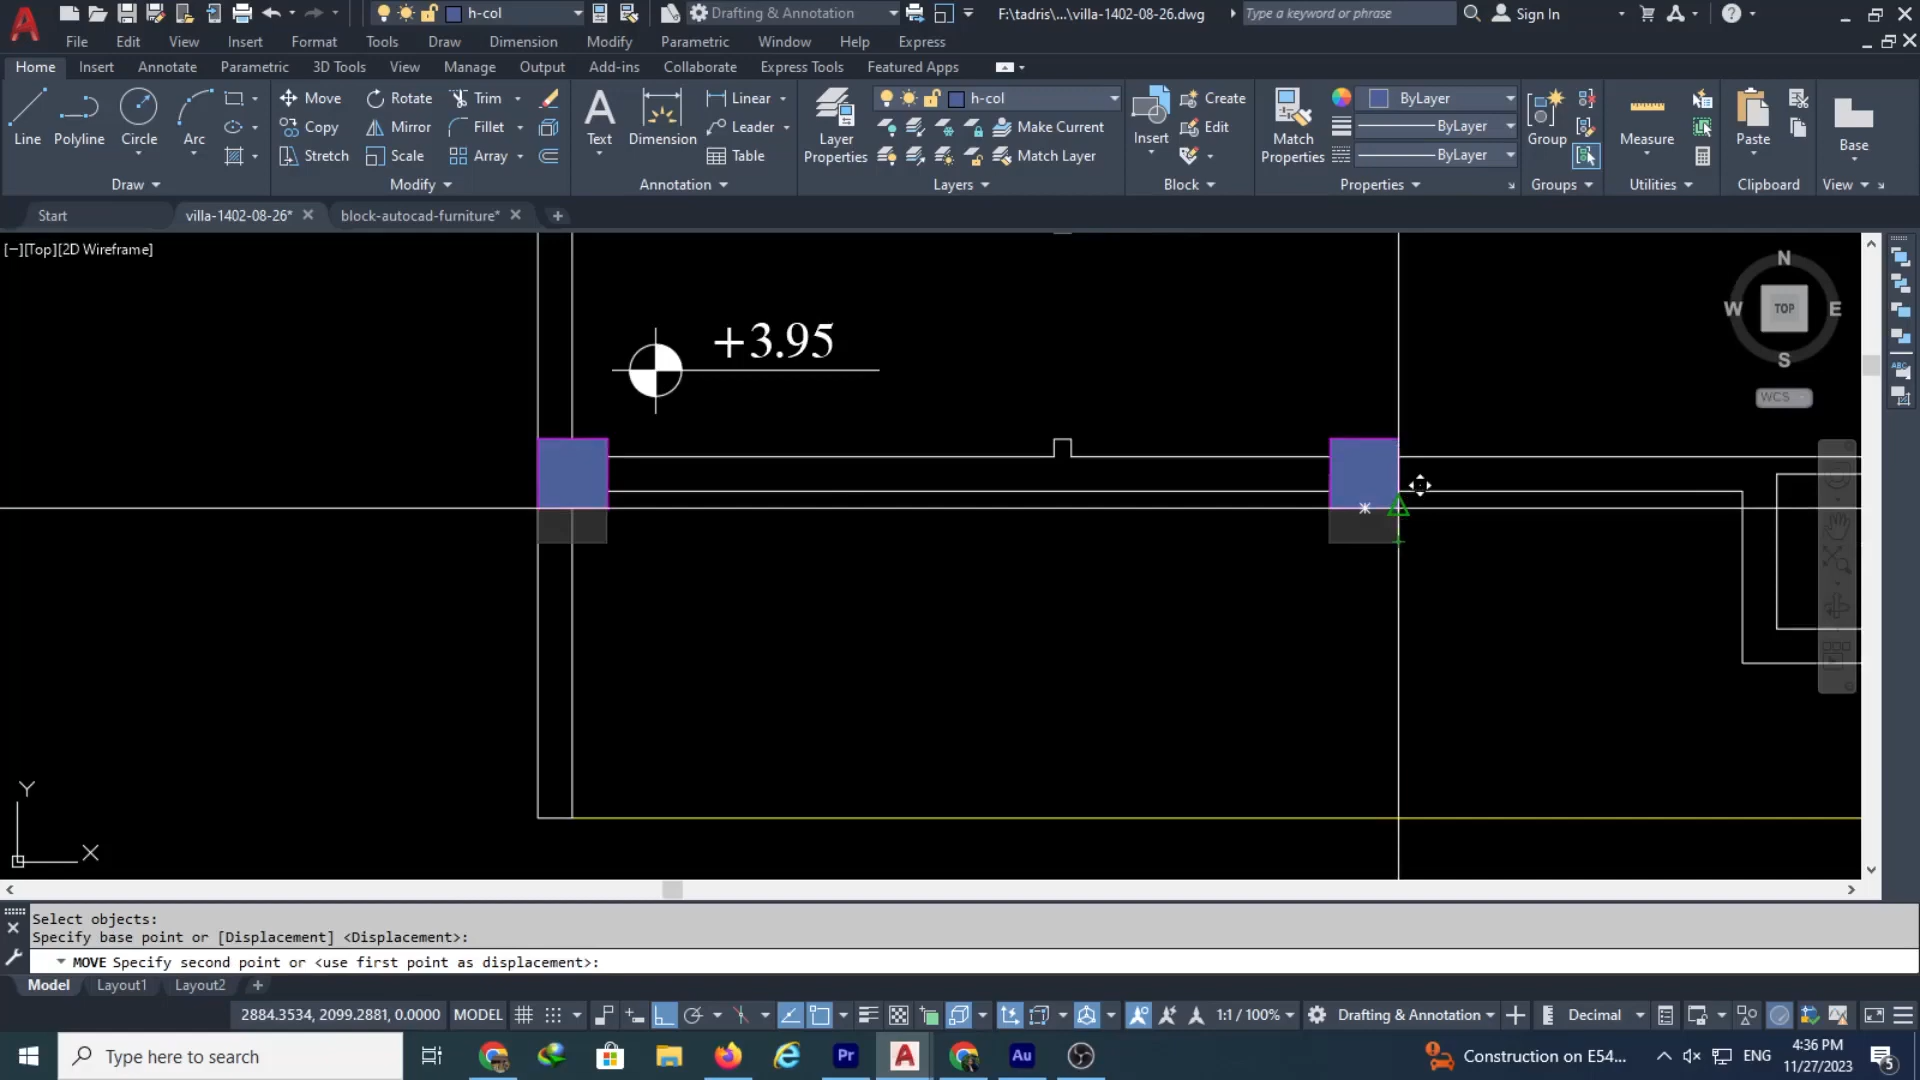 h-col
Drafting & Annotation
F:\tadris\...\villa-1402-08-26.dwg
Type a keyword or phrase
Sign In
File Edit View Insert Format Tools Draw Dimension Modify Parametric Window Help Express
Home Insert Annotate Parametric 3D Tools View Manage Output Add-ins Collaborate Express Tools Featured Apps
Line
Polyline
Circle
Arc
Draw
Move Rotate Trim
Copy Mirror Fillet
Stretch Scale Array
Modify
Text
Dimension
Linear
Leader
Table
Annotation
Layer
Properties
h-col
Make Current
Match Layer
Layers
Insert
Create
Edit
Block
Match
Properties
ByLayer
ByLayer
ByLayer
Properties
Group
Groups
Measure
Utilities
Paste
Clipboard
Base
View
Start
villa-1402-08-26*
block-autocad-furniture*
[−][Top][2D Wireframe]
N
W TOP E
S
WCS
+3.95
ABC
Y
X
Select objects:
Specify base point or [Displacement] <Displacement>:
MOVE Specify second point or <use first point as displacement>:
Model Layout1 Layout2
2884.3534, 2099.2881, 0.0000 MODEL
1:1 / 100%
Drafting & Annotation
Decimal
Type here to search
Pr
Au
Construction on E54...
ENG
4:36 PM
11/27/2023
5